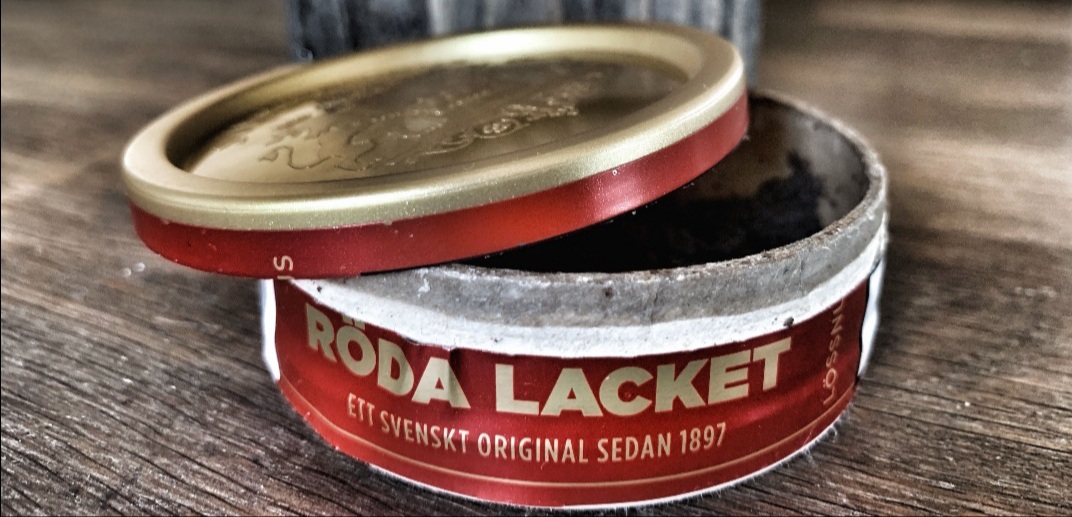 RÖDA LACKET
ETT SVENSKT ORIGINAL SEDAN 1897